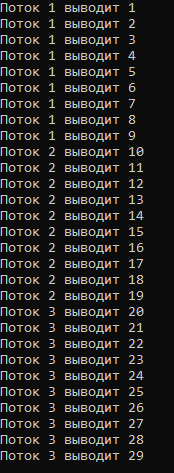 Поток 1 выводит 1
Поток 1 выводит 2
Поток 1 выводит 3
Поток 1 выводит 4
Поток 1 выводит 5
Поток 1 выводит 6
Поток 1 выводит 7
Поток 1 выводит 8
Поток 1 выводит 9
Поток 2 выводит 10
Поток 2 выводит 11
Поток 2 выводит 12
Поток 2 выводит 13
Поток 2 выводит 14
Поток 2 выводит 15
Поток 2 выводит 16
Поток 2 выводит 17
Поток 2 выводит 18
Поток 2 выводит 19
Поток 3 выводит 20
Поток 3 выводит 21
Поток 3 выводит 22
Поток 3 выводит 23
Поток 3 выводит 24
Поток 3 выводит 25
Поток 3 выводит 26
Поток 3 выводит 27
Поток 3 выводит 28
Поток 3 выводит 29